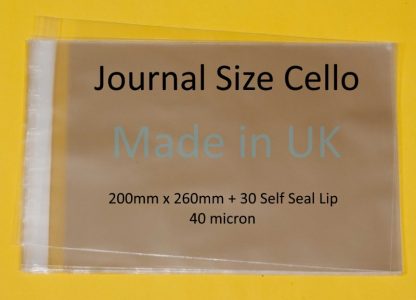 Journal Size Cello
Made in UK
200mm x 260mm + 30 Self Seal Lip
40 micron